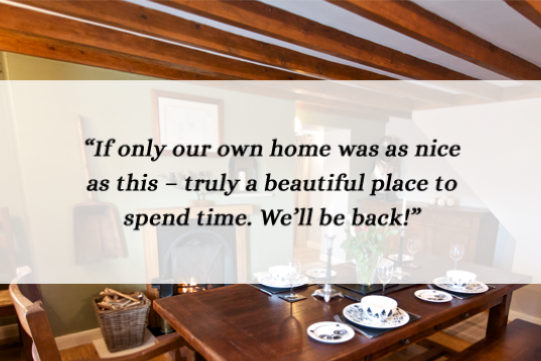 “If only our own home was as nice
as this – truly a beautiful place to
spend time. We’ll be back!”